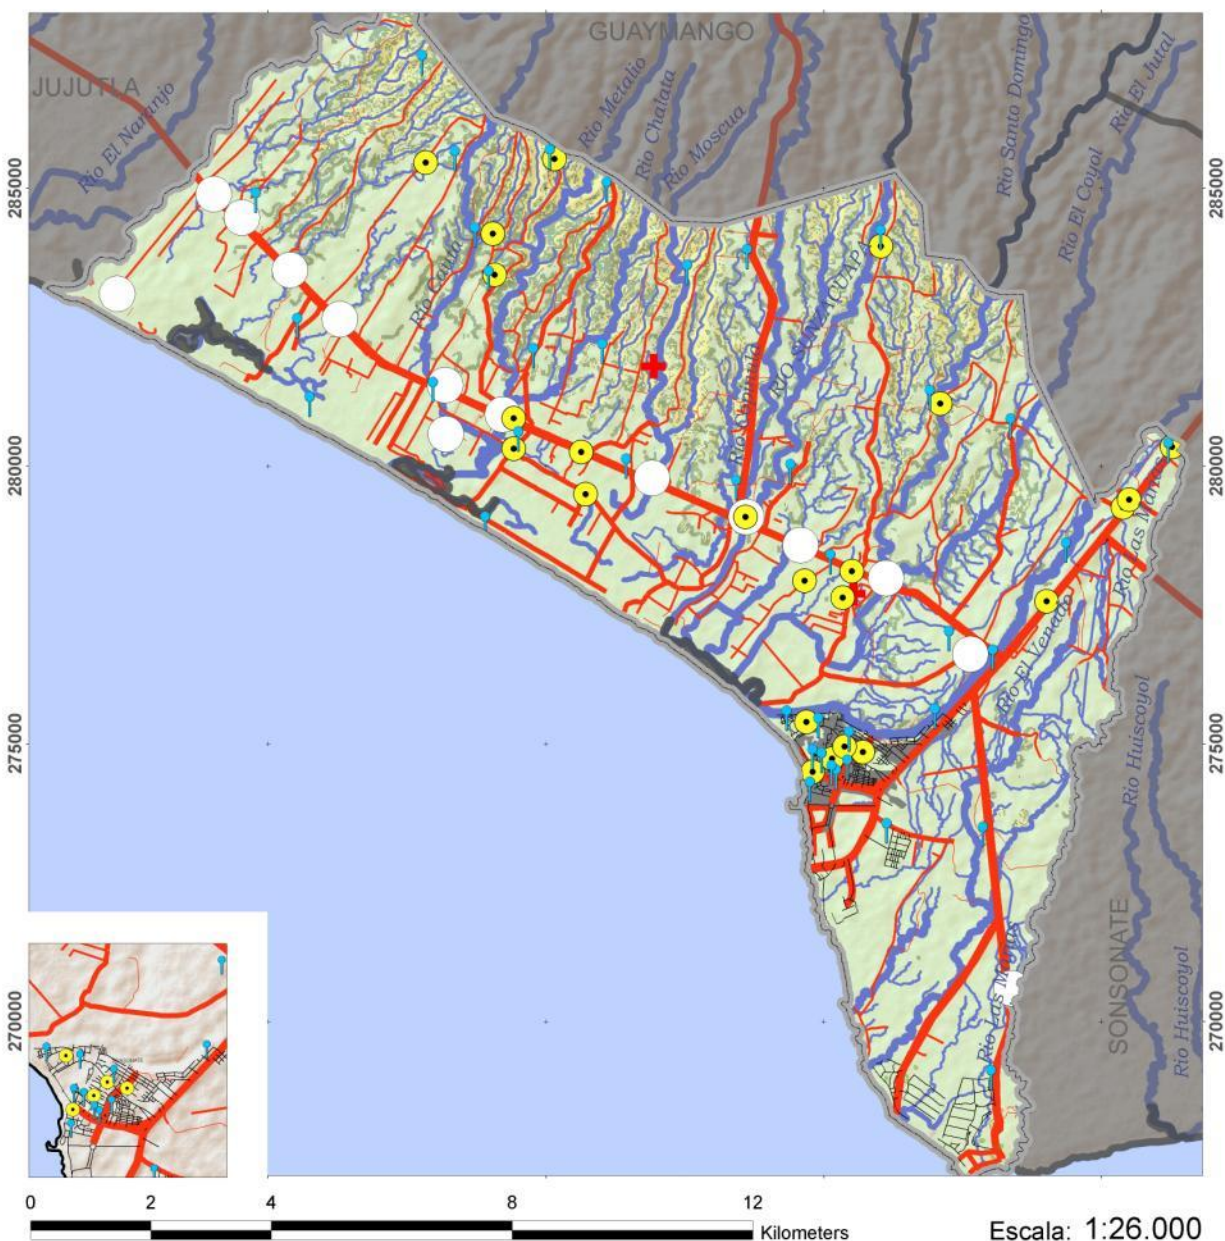 GUAYMANGO
JUJUTLA
Rio El Naranjo
Rio Metalio
Rio Chalata
Rio Moscua
Rio Santo Domingo
Rio El Jutal
Rio El Coyol
285000
285000
Rio Cauta
RIO SUNZACUAPA
280000
280000
Rio Las Marias
Rio El Venado
275000
275000
Rio Huiscoyol
SONSONATE
Rio Las Marias
270000
270000
Rio Huiscoyol
0 2 4 8 12
Kilometers
Escala: 1:26.000